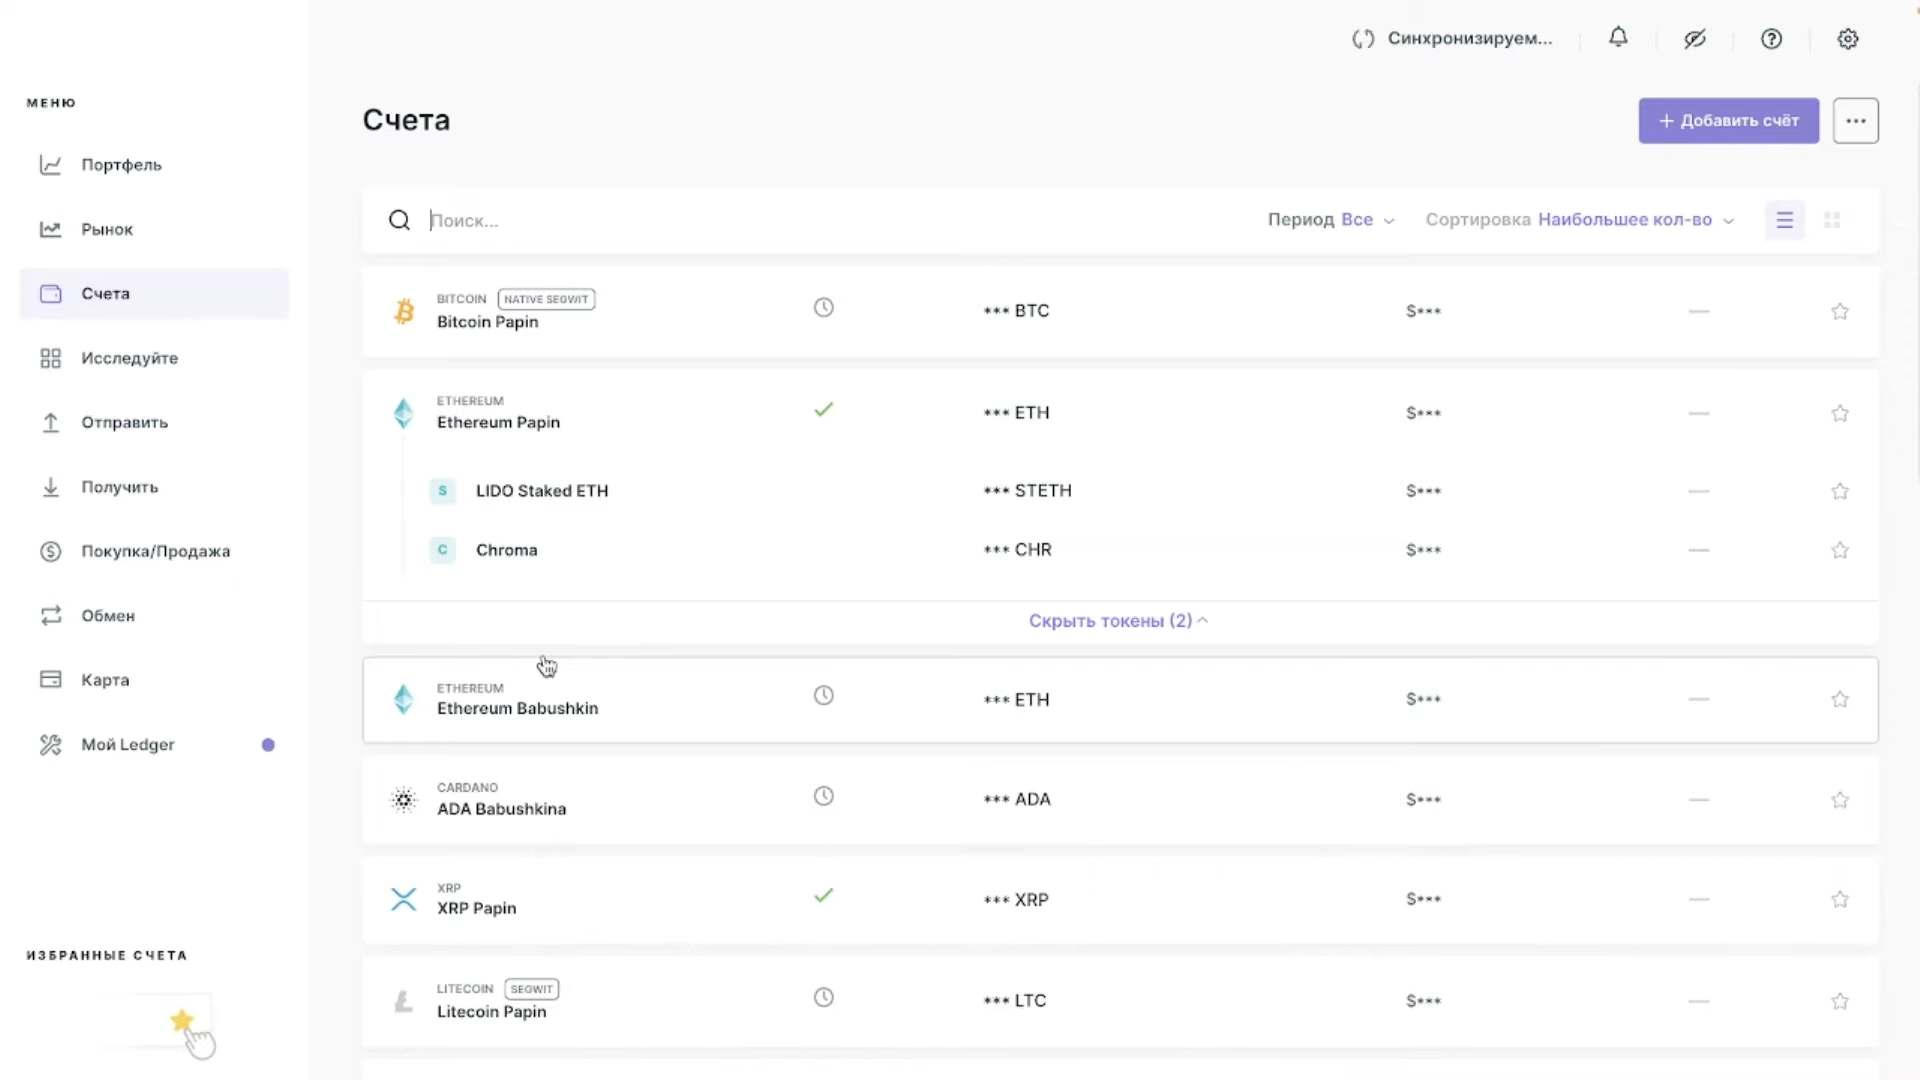 Синхронизируем...
МЕНЮ
Портфель
Рынок
Счета
Исследуйте
Отправить
Получить
Покупка/Продажа
Обмен
Карта
Мой Ledger
ИЗБРАННЫЕ СЧЕТА
Счета
+ Добавить счёт
Поиск...
Период Все
Сортировка Наибольшее кол-во
BITCOIN NATIVE SEGWIT
Bitcoin Papin
*** BTC
$***
ETHEREUM
Ethereum Papin
*** ETH
$***
S LIDO Staked ETH
*** STETH
$***
C Chroma
*** CHR
$***
Скрыть токены (2)
ETHEREUM
Ethereum Babushkin
*** ETH
$***
CARDANO
ADA Babushkina
*** ADA
$***
XRP
XRP Papin
*** XRP
$***
LITECOIN SEGWIT
Litecoin Papin
*** LTC
$***